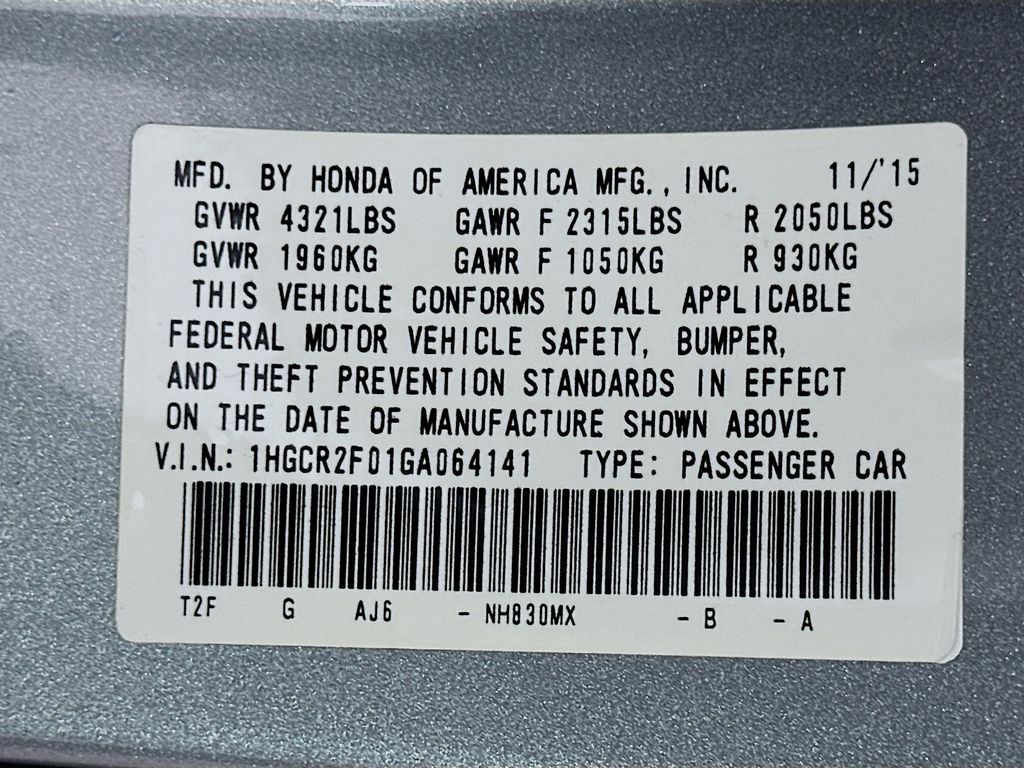 MFD. BY HONDA OF AMERICA MFG., INC. 11/'15
GVWR 4321LBS GAWR F 2315LBS R 2050LBS
GVWR 1960KG GAWR F 1050KG R 930KG
THIS VEHICLE CONFORMS TO ALL APPLICABLE
FEDERAL MOTOR VEHICLE SAFETY, BUMPER,
AND THEFT PREVENTION STANDARDS IN EFFECT
ON THE DATE OF MANUFACTURE SHOWN ABOVE.
V.I.N.: 1HGCR2F01GA064141 TYPE: PASSENGER CAR
T2F G AJ6 - NH830MX - B - A